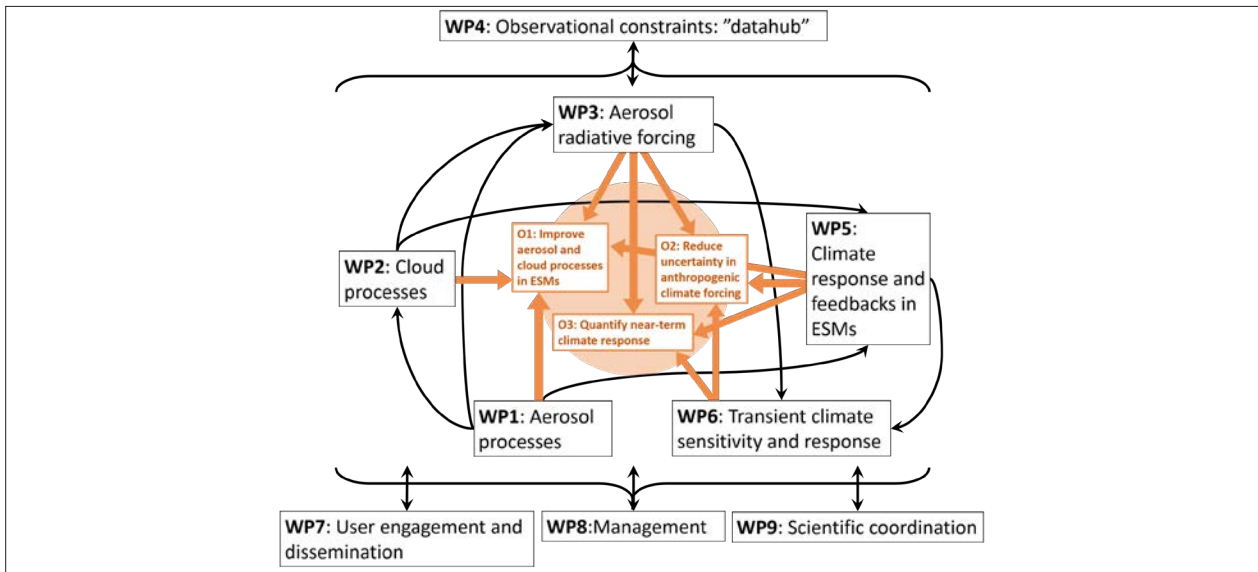 WP4: Observational constraints: ”datahub”
WP3: Aerosol
radiative forcing
O1: Improve
aerosol and
cloud processes
in ESMs
O2: Reduce
uncertainty in
anthropogenic
climate forcing
WP5:
Climate
response and
feedbacks in
ESMs
WP2: Cloud
processes
O3: Quantify near-term
climate response
WP1: Aerosol
processes
WP6: Transient climate
sensitivity and response
WP7: User engagement and
dissemination
WP8:Management
WP9: Scientific coordination